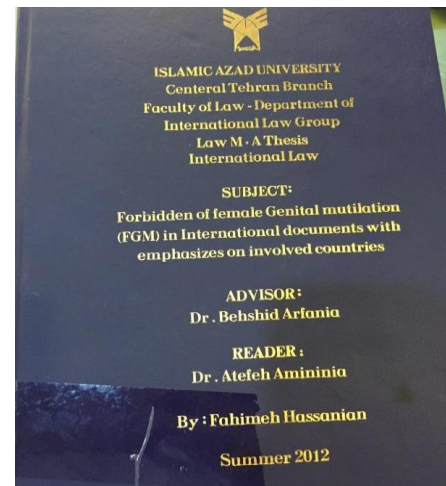 ISLAMIC AZAD UNIVERSITY
Centeral Tehran Branch
Faculty of Law - Department of
International Law Group
Law M . A Thesis
International Law
SUBJECT:
Forbidden of female Genital mutilation
(FGM) in International documents with
emphasizes on involved countries
ADVISOR:
Dr . Behshid Arfania
READER :
Dr . Atefeh Amininia
By : Fahimeh Hassanian
Summer 2012